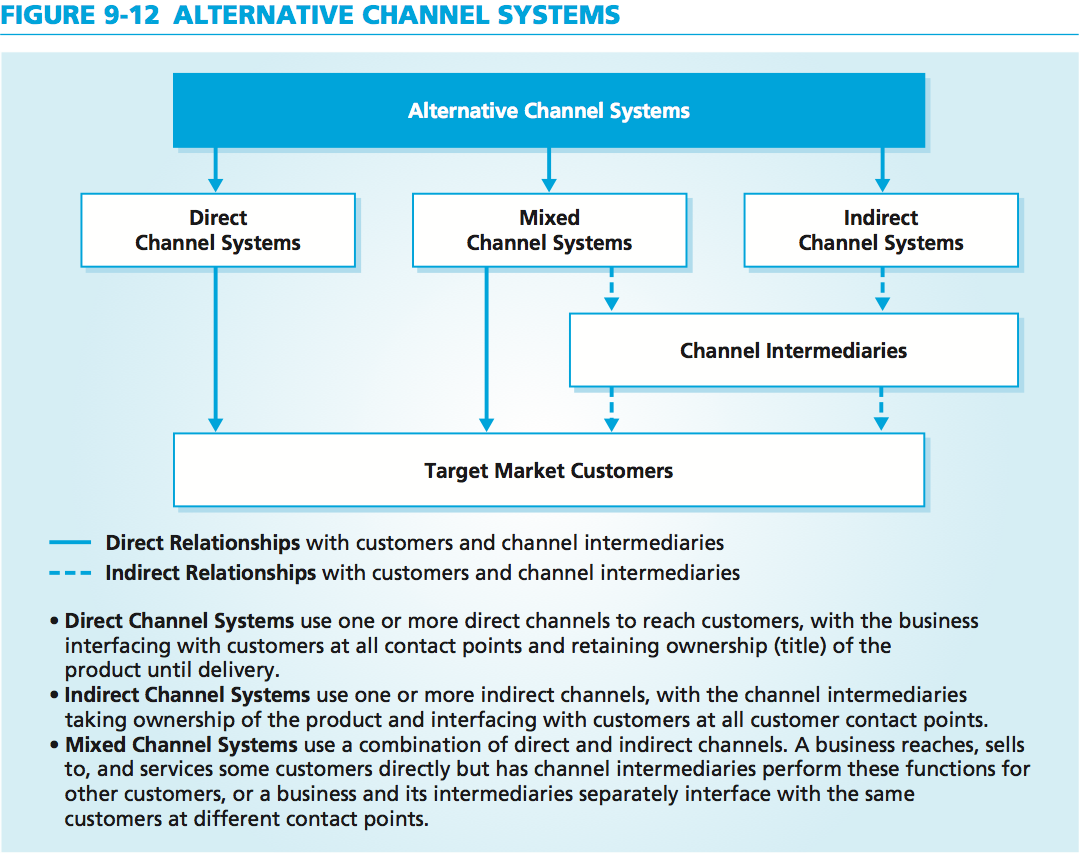 FIGURE 9-12 ALTERNATIVE CHANNEL SYSTEMS
Alternative Channel Systems
Direct
Channel Systems
Mixed
Channel Systems
Indirect
Channel Systems
Channel Intermediaries
Target Market Customers
Direct Relationships with customers and channel intermediaries
Indirect Relationships with customers and channel intermediaries
• Direct Channel Systems use one or more direct channels to reach customers, with the business
interfacing with customers at all contact points and retaining ownership (title) of the
product until delivery.
• Indirect Channel Systems use one or more indirect channels, with the channel intermediaries
taking ownership of the product and interfacing with customers at all customer contact points.
• Mixed Channel Systems use a combination of direct and indirect channels. A business reaches, sells
to, and services some customers directly but has channel intermediaries perform these functions for
other customers, or a business and its intermediaries separately interface with the same
customers at different contact points.